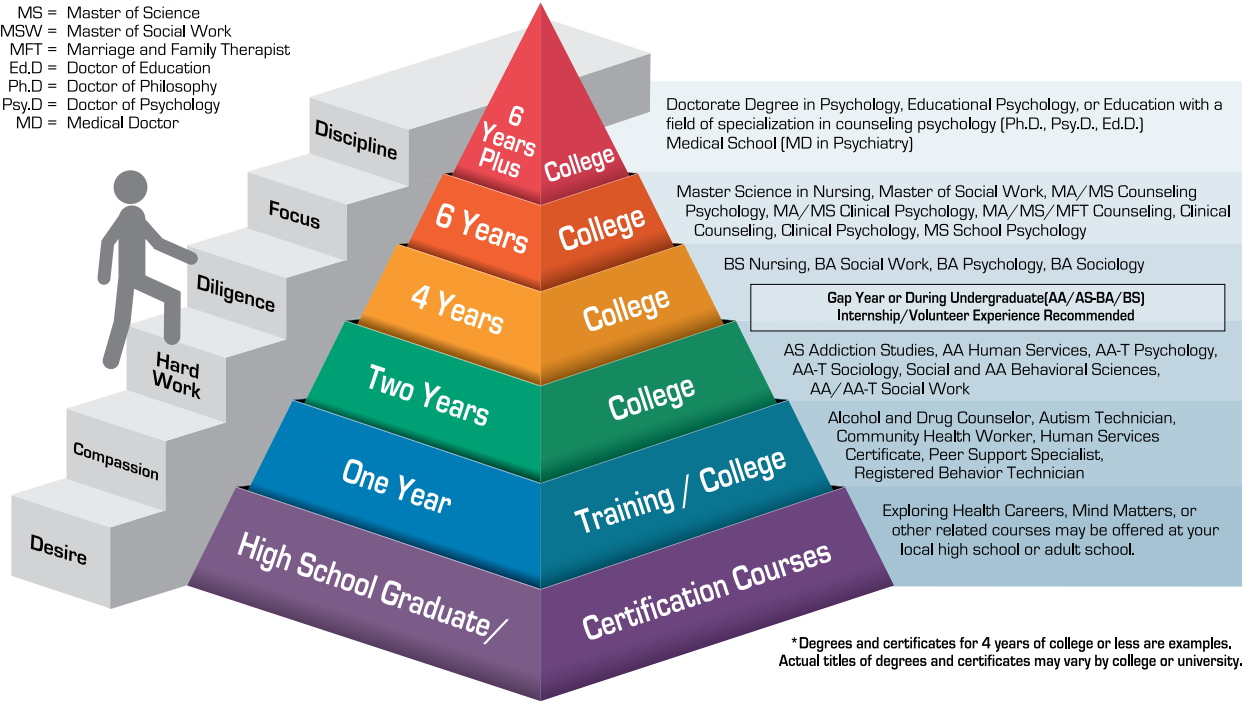 MS = Master of Science
MSW = Master of Social Work
MFT = Marriage and Family Therapist
Ed.D = Doctor of Education
Ph.D = Doctor of Philosophy
Psy.D = Doctor of Psychology
MD = Medical Doctor
Discipline
Focus
Diligence
Hard
Work
Compassion
Desire
6
Years
Plus
College
Doctorate Degree in Psychology, Educational Psychology, or Education with a
field of specialization in counseling psychology (Ph.D., Psy.D., Ed.D.)
Medical School (MD in Psychiatry)
6 Years
College
Master Science in Nursing, Master of Social Work, MA/MS Counseling
Psychology, MA/MS Clinical Psychology, MA/MS/MFT Counseling, Clinical
Counseling, Clinical Psychology, MS School Psychology
4 Years
College
BS Nursing, BA Social Work, BA Psychology, BA Sociology
Gap Year or During Undergraduate(AA/AS-BA/BS)
Internship/Volunteer Experience Recommended
Two Years
College
AS Addiction Studies, AA Human Services, AA-T Psychology,
AA-T Sociology, Social and AA Behavioral Sciences,
AA/AA-T Social Work
One Year
Training / College
Alcohol and Drug Counselor, Autism Technician,
Community Health Worker, Human Services
Certificate, Peer Support Specialist,
Registered Behavior Technician
High School Graduate/
Certification Courses
Exploring Health Careers, Mind Matters, or
other related courses may be offered at your
local high school or adult school.
*Degrees and certificates for 4 years of college or less are examples.
Actual titles of degrees and certificates may vary by college or university.